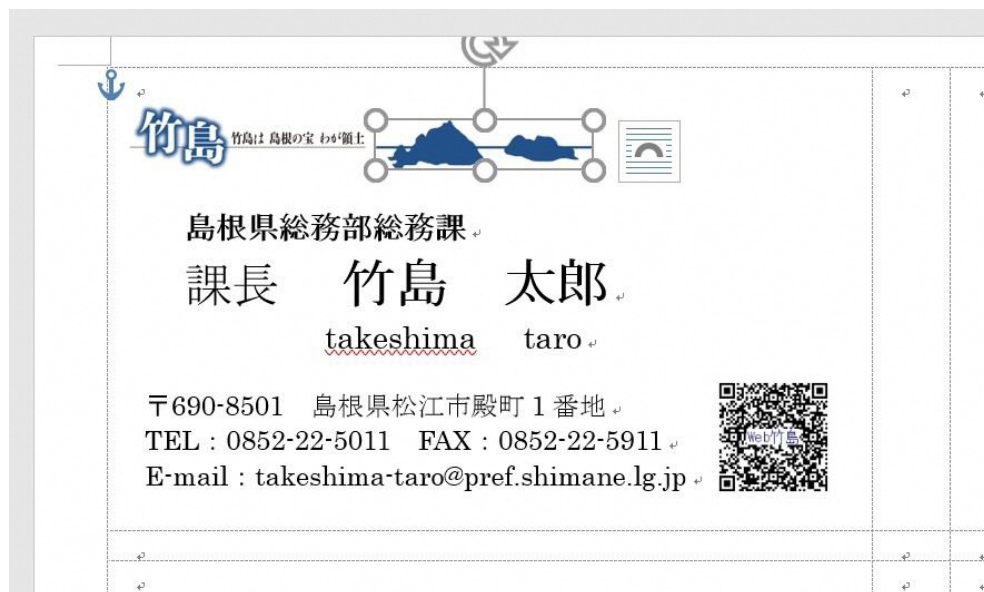 竹島 竹島は 島根の宝 わが領土
島根県総務部総務課
課長 竹島 太郎
takeshima taro
〒690-8501 島根県松江市殿町1番地
TEL：0852-22-5011 FAX：0852-22-5911
E-mail：takeshima-taro@pref.shimane.lg.jp
Web竹島